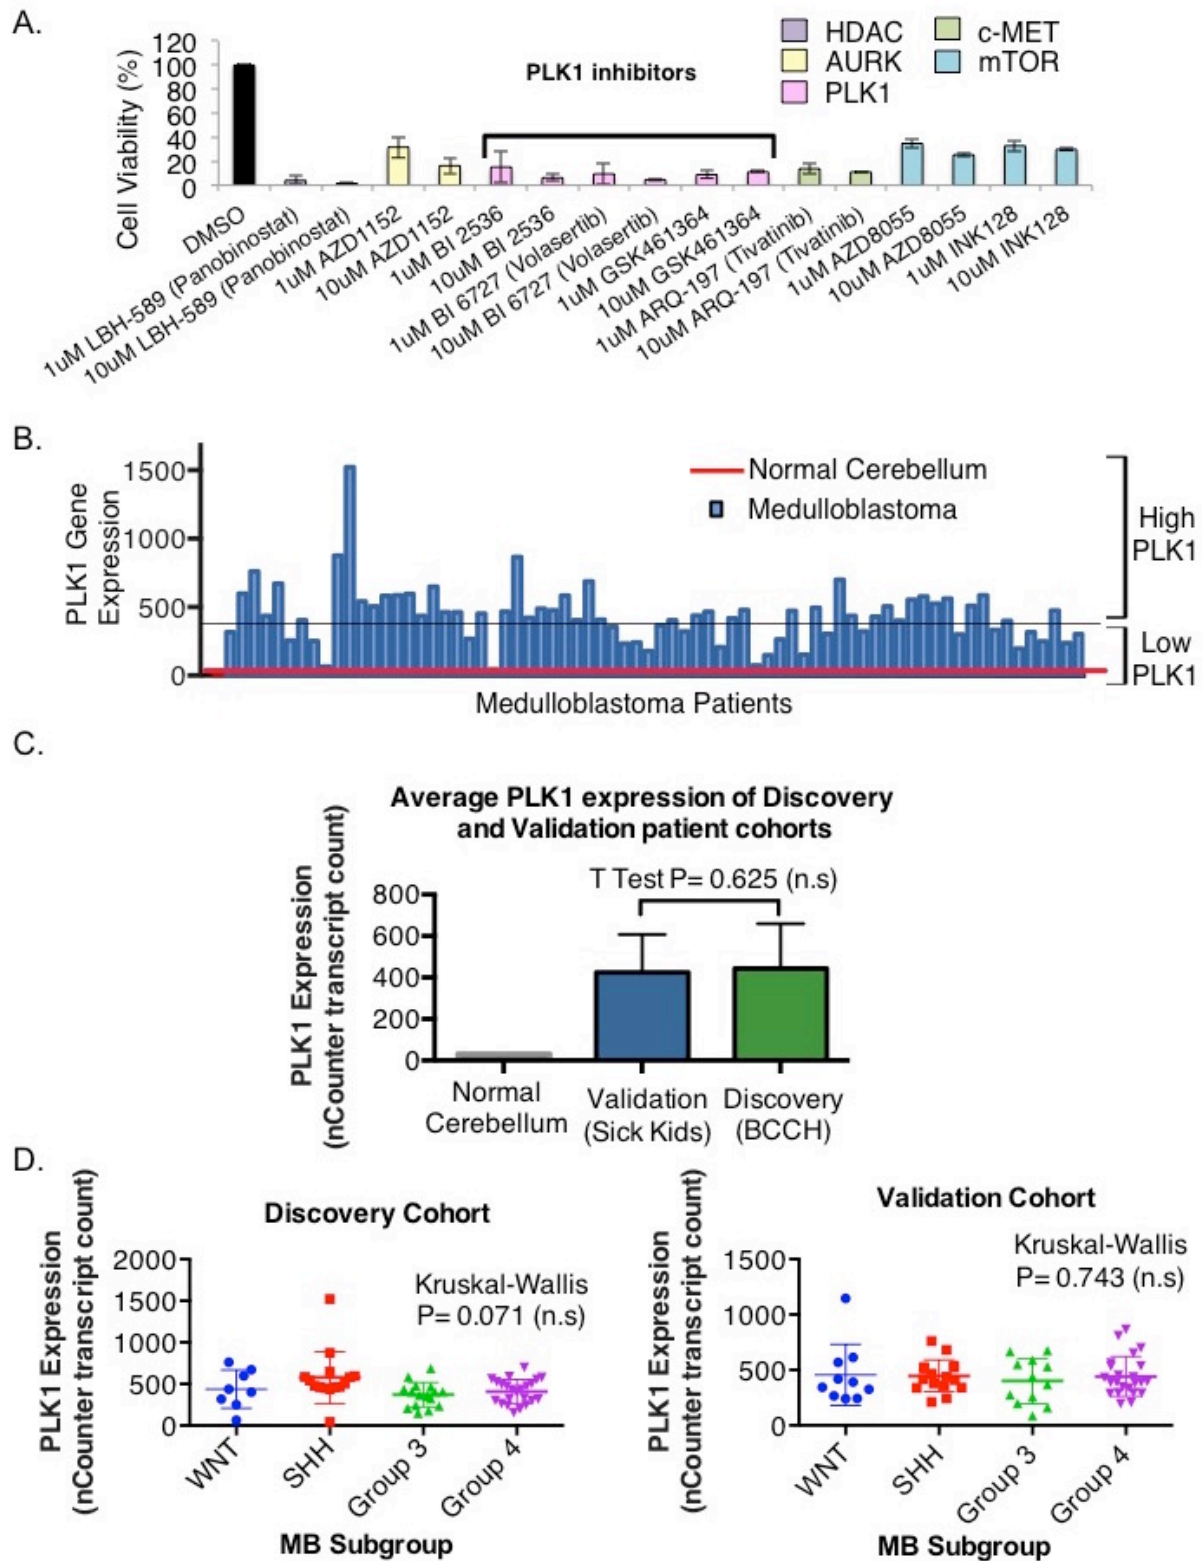 A.
Cell Viability (%)
120
100
80
60
40
20
0
PLK1 inhibitors
HDAC
AURK
PLK1
c-MET
mTOR
DMSO
1uM LBH-589 (Panobinostat)
10uM LBH-589 (Panobinostat)
1uM AZD1152
10uM AZD1152
1uM BI 2536
10uM BI 2536
1uM BI 6727 (Volasertib)
10uM BI 6727 (Volasertib)
1uM GSK461364
10uM GSK461364
1uM ARQ-197 (Tivatinib)
10uM ARQ-197 (Tivatinib)
1uM AZD8055
10uM AZD8055
1uM INK128
10uM INK128
B.
PLK1 Gene
Expression
1500
1000
500
0
Normal Cerebellum
Medulloblastoma
High
PLK1
Low
PLK1
Medulloblastoma Patients
C.
Average PLK1 expression of Discovery
and Validation patient cohorts
PLK1 Expression
(nCounter transcript count)
T Test P= 0.625 (n.s)
800
600
400
200
0
Normal
Cerebellum
Validation
(Sick Kids)
Discovery
(BCCH)
D.
PLK1 Expression
(nCounter transcript count)
Discovery Cohort
Kruskal-Wallis
P= 0.071 (n.s)
2000
1500
1000
500
0
WNT
SHH
Group 3
Group 4
MB Subgroup
PLK1 Expression
(nCounter transcript count)
Validation Cohort
Kruskal-Wallis
P= 0.743 (n.s)
1500
1000
500
0
WNT
SHH
Group 3
Group 4
MB Subgroup